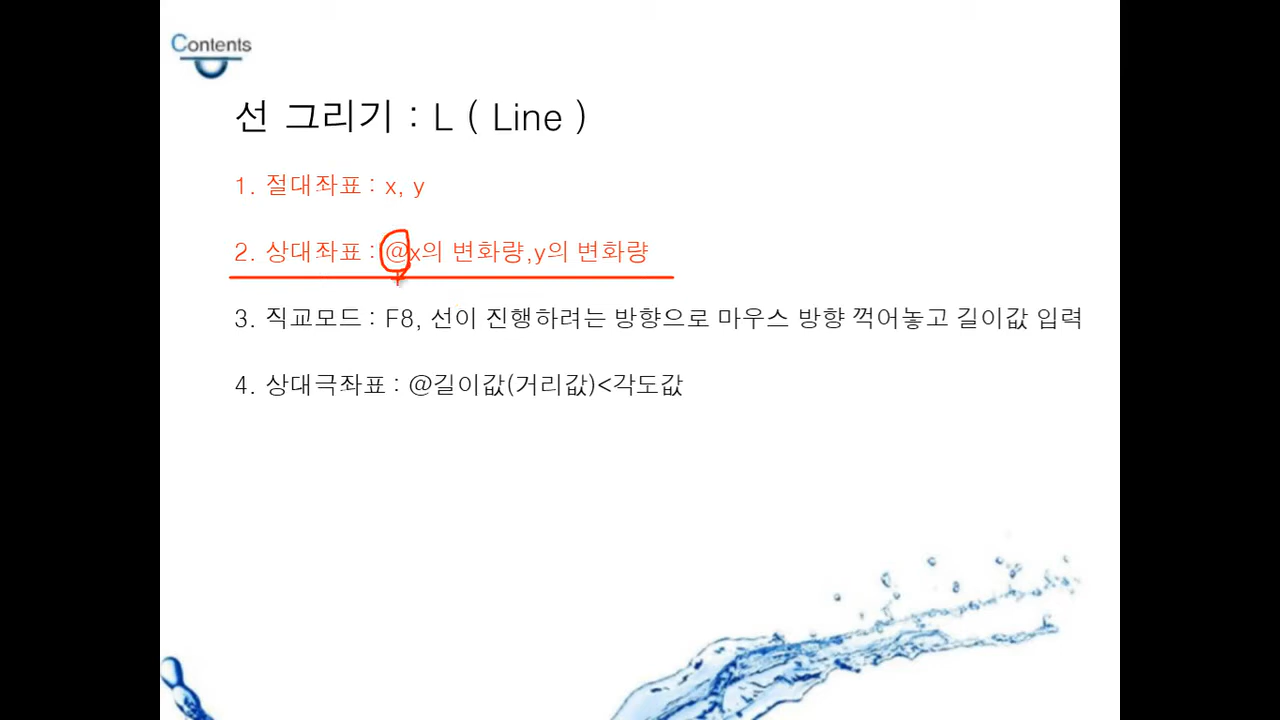 Contents
선 그리기 : L ( Line )
1. 절대좌표 : x, y
2. 상대좌표 : @x의 변화량,y의 변화량
3. 직교모드 : F8, 선이 진행하려는 방향으로 마우스 방향 꺽어놓고 길이값 입력
4. 상대극좌표 : @길이값(거리값)<각도값